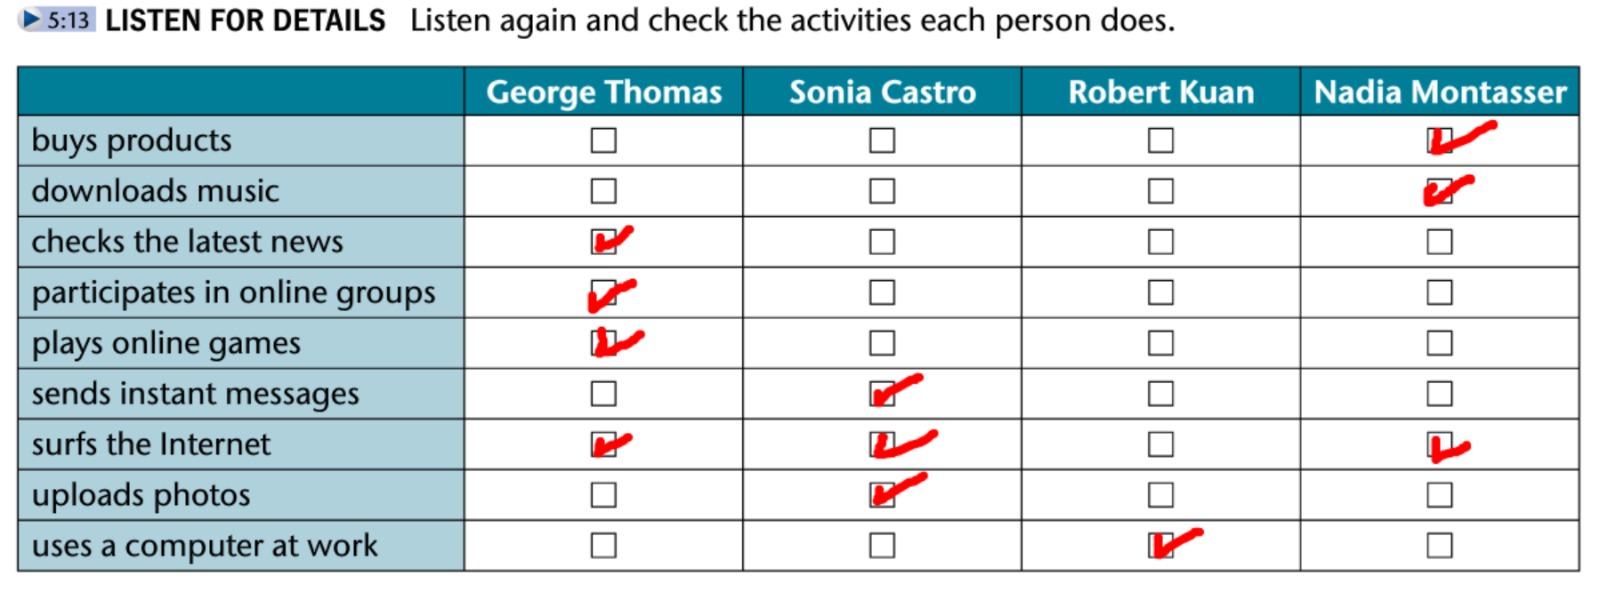 5:13 LISTEN FOR DETAILS Listen again and check the activities each person does.
George Thomas Sonia Castro Robert Kuan Nadia Montasser
buys products
downloads music
checks the latest news
participates in online groups
plays online games
sends instant messages
surfs the Internet
uploads photos
uses a computer at work